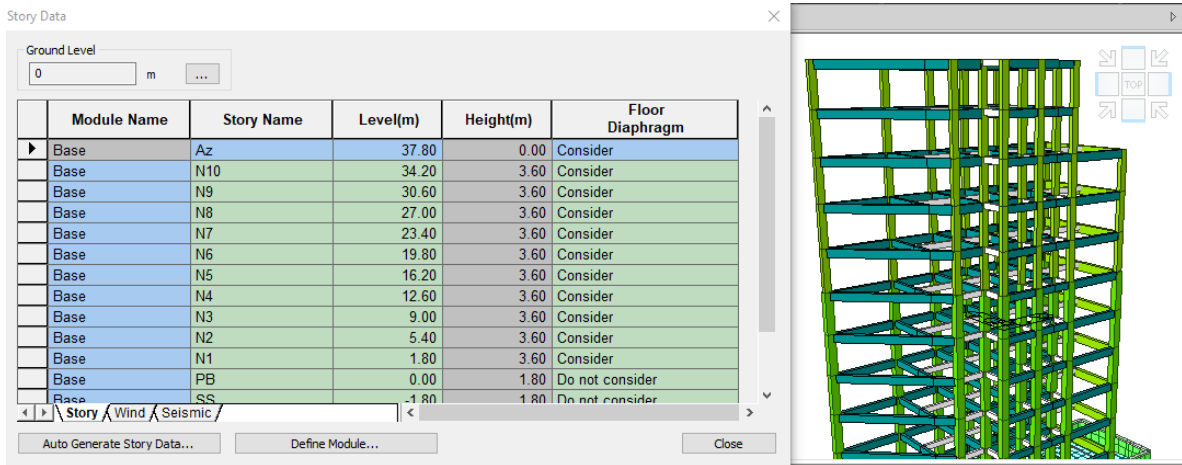 Story Data
Ground Level
0 m ...
Module Name Story Name Level(m) Height(m) Floor Diaphragm
Base Az 37.80 0.00 Consider
Base N10 34.20 3.60 Consider
Base N9 30.60 3.60 Consider
Base N8 27.00 3.60 Consider
Base N7 23.40 3.60 Consider
Base N6 19.80 3.60 Consider
Base N5 16.20 3.60 Consider
Base N4 12.60 3.60 Consider
Base N3 9.00 3.60 Consider
Base N2 5.40 3.60 Consider
Base N1 1.80 3.60 Consider
Base PB 0.00 1.80 Do not consider
Base SS -1.80 1.80 Do not consider
Story Wind Seismic
Auto Generate Story Data... Define Module... Close
TOP